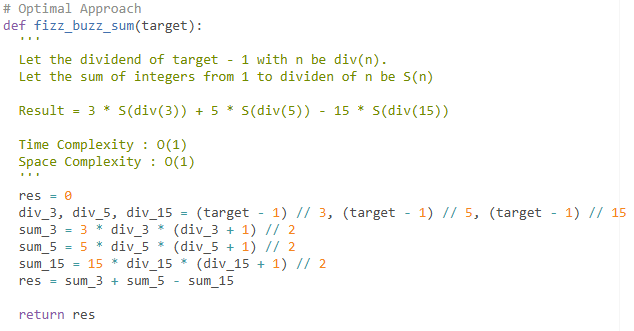 # Optimal Approach
def fizz_buzz_sum(target):
  '''
  Let the dividend of target - 1 with n be div(n).
  Let the sum of integers from 1 to dividen of n be S(n)

  Result = 3 * S(div(3)) + 5 * S(div(5)) - 15 * S(div(15))

  Time Complexity : O(1)
  Space Complexity : O(1)
  '''
  res = 0
  div_3, div_5, div_15 = (target - 1) // 3, (target - 1) // 5, (target - 1) // 15
  sum_3 = 3 * div_3 * (div_3 + 1) // 2
  sum_5 = 5 * div_5 * (div_5 + 1) // 2
  sum_15 = 15 * div_15 * (div_15 + 1) // 2
  res = sum_3 + sum_5 - sum_15

  return res